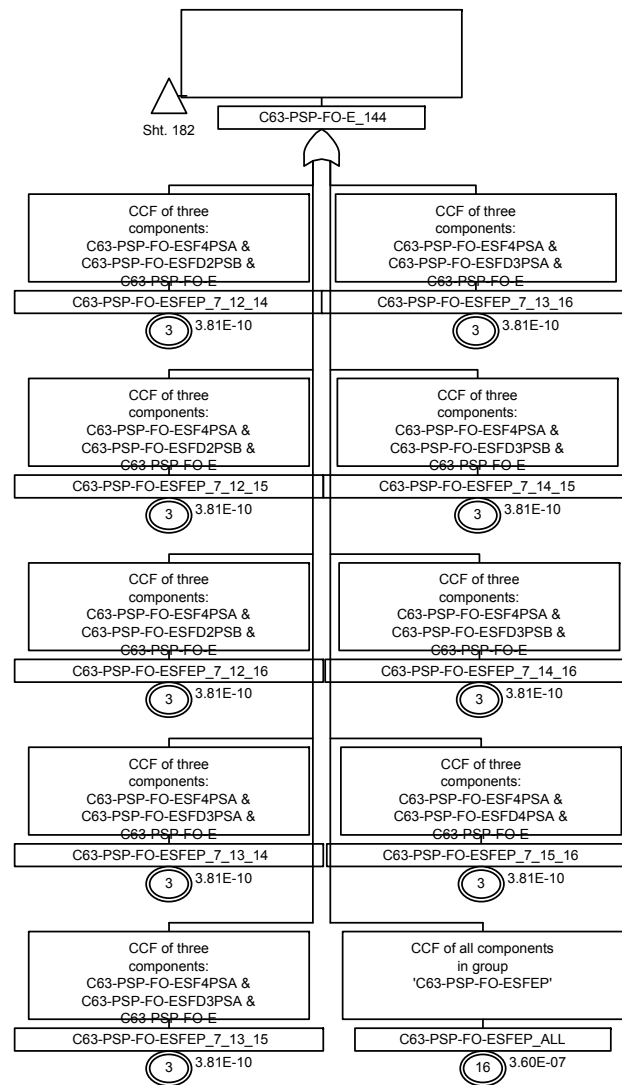 Sht. 182
C63-PSP-FO-E_144
CCF of three
components:
C63-PSP-FO-ESF4PSA &
C63-PSP-FO-ESFD2PSB &
C63-PSP-FO-E
C63-PSP-FO-ESFEP_7_12_14
3
3.81E-10
CCF of three
components:
C63-PSP-FO-ESF4PSA &
C63-PSP-FO-ESFD3PSA &
C63-PSP-FO-E
C63-PSP-FO-ESFEP_7_13_16
3
3.81E-10
CCF of three
components:
C63-PSP-FO-ESF4PSA &
C63-PSP-FO-ESFD2PSB &
C63-PSP-FO-E
C63-PSP-FO-ESFEP_7_12_15
3
3.81E-10
CCF of three
components:
C63-PSP-FO-ESF4PSA &
C63-PSP-FO-ESFD3PSB &
C63-PSP-FO-E
C63-PSP-FO-ESFEP_7_14_15
3
3.81E-10
CCF of three
components:
C63-PSP-FO-ESF4PSA &
C63-PSP-FO-ESFD2PSB &
C63-PSP-FO-E
C63-PSP-FO-ESFEP_7_12_16
3
3.81E-10
CCF of three
components:
C63-PSP-FO-ESF4PSA &
C63-PSP-FO-ESFD3PSB &
C63-PSP-FO-E
C63-PSP-FO-ESFEP_7_14_16
3
3.81E-10
CCF of three
components:
C63-PSP-FO-ESF4PSA &
C63-PSP-FO-ESFD3PSA &
C63-PSP-FO-E
C63-PSP-FO-ESFEP_7_13_14
3
3.81E-10
CCF of three
components:
C63-PSP-FO-ESF4PSA &
C63-PSP-FO-ESFD4PSA &
C63-PSP-FO-E
C63-PSP-FO-ESFEP_7_15_16
3
3.81E-10
CCF of three
components:
C63-PSP-FO-ESF4PSA &
C63-PSP-FO-ESFD3PSA &
C63-PSP-FO-E
C63-PSP-FO-ESFEP_7_13_15
3
3.81E-10
CCF of all components
in group
'C63-PSP-FO-ESFEP'
C63-PSP-FO-ESFEP_ALL
16
3.60E-07